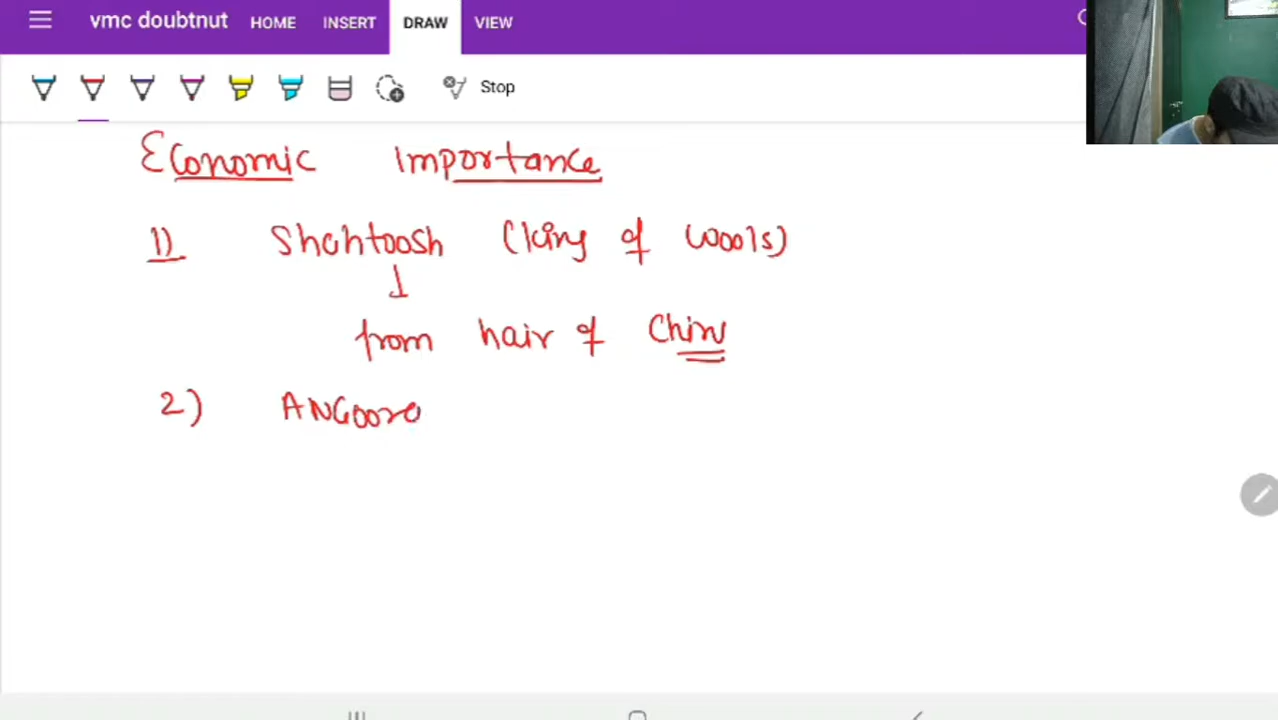 vmc doubtnut HOME INSERT DRAW VIEW
Stop
Economic Importance
1) Shahtoosh (king of wools)
from hair of Chiru
2) ANGoora